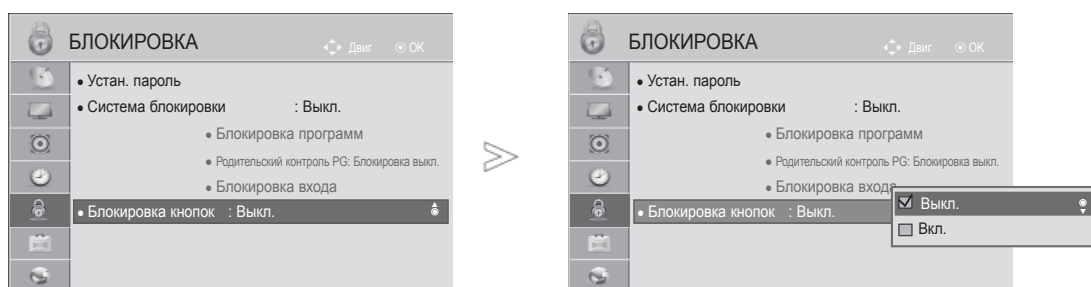 БЛОКИРОВКА
Двиг OK
• Устан. пароль
• Система блокировки : Выкл.
• Блокировка программ
• Родительский контроль PG: Блокировка выкл.
• Блокировка входа
• Блокировка кнопок : Выкл.
БЛОКИРОВКА
Двиг OK
• Устан. пароль
• Система блокировки : Выкл.
• Блокировка программ
• Родительский контроль PG: Блокировка выкл.
• Блокировка входа
• Блокировка кнопок : Выкл.
Выкл.
Вкл.